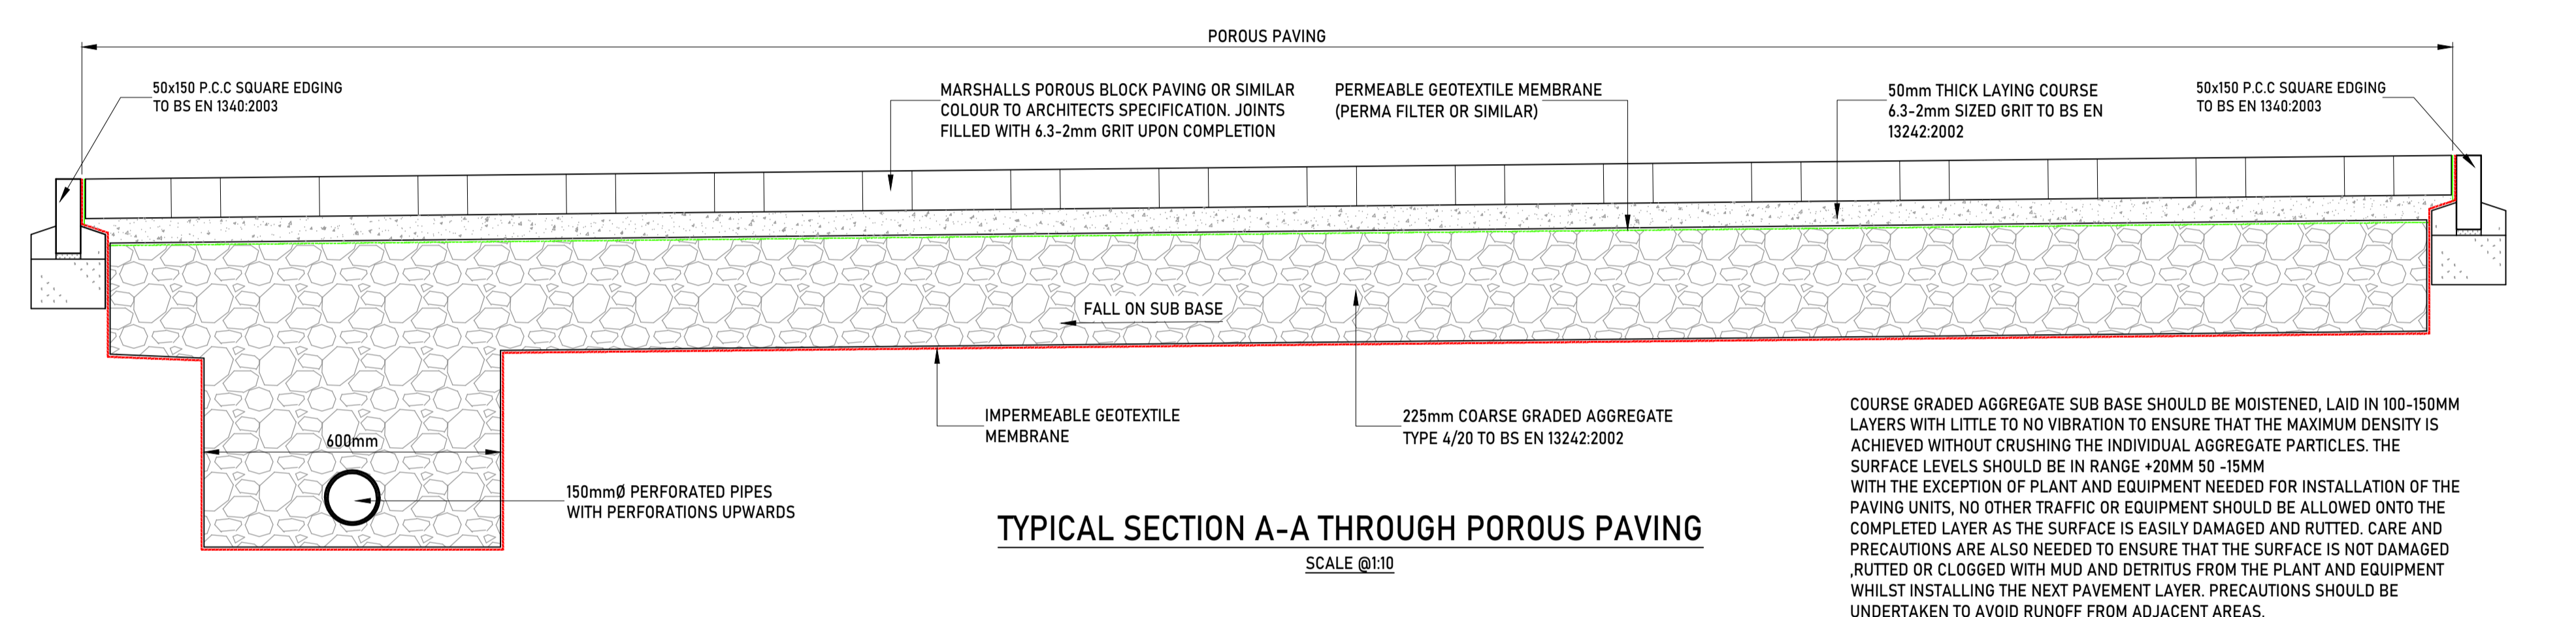 POROUS PAVING
50x150 P.C.C SQUARE EDGING
TO BS EN 1340:2003
MARSHALLS POROUS BLOCK PAVING OR SIMILAR
COLOUR TO ARCHITECTS SPECIFICATION. JOINTS
FILLED WITH 6.3-2mm GRIT UPON COMPLETION
PERMEABLE GEOTEXTILE MEMBRANE
(PERMA FILTER OR SIMILAR)
50mm THICK LAYING COURSE
6.3-2mm SIZED GRIT TO BS EN
13242:2002
50x150 P.C.C SQUARE EDGING
TO BS EN 1340:2003
FALL ON SUB BASE
IMPERMEABLE GEOTEXTILE
MEMBRANE
225mm COARSE GRADED AGGREGATE
TYPE 4/20 TO BS EN 13242:2002
600mm
150mmØ PERFORATED PIPES
WITH PERFORATIONS UPWARDS
TYPICAL SECTION A-A THROUGH POROUS PAVING
SCALE @1:10
COURSE GRADED AGGREGATE SUB BASE SHOULD BE MOISTENED, LAID IN 100-150MM
LAYERS WITH LITTLE TO NO VIBRATION TO ENSURE THAT THE MAXIMUM DENSITY IS
ACHIEVED WITHOUT CRUSHING THE INDIVIDUAL AGGREGATE PARTICLES. THE
SURFACE LEVELS SHOULD BE IN RANGE +20MM 50 -15MM
WITH THE EXCEPTION OF PLANT AND EQUIPMENT NEEDED FOR INSTALLATION OF THE
PAVING UNITS, NO OTHER TRAFFIC OR EQUIPMENT SHOULD BE ALLOWED ONTO THE
COMPLETED LAYER AS THE SURFACE IS EASILY DAMAGED AND RUTTED. CARE AND
PRECAUTIONS ARE ALSO NEEDED TO ENSURE THAT THE SURFACE IS NOT DAMAGED
,RUTTED OR CLOGGED WITH MUD AND DETRITUS FROM THE PLANT AND EQUIPMENT
WHILST INSTALLING THE NEXT PAVEMENT LAYER. PRECAUTIONS SHOULD BE
UNDERTAKEN TO AVOID RUNOFF FROM ADJACENT AREAS.